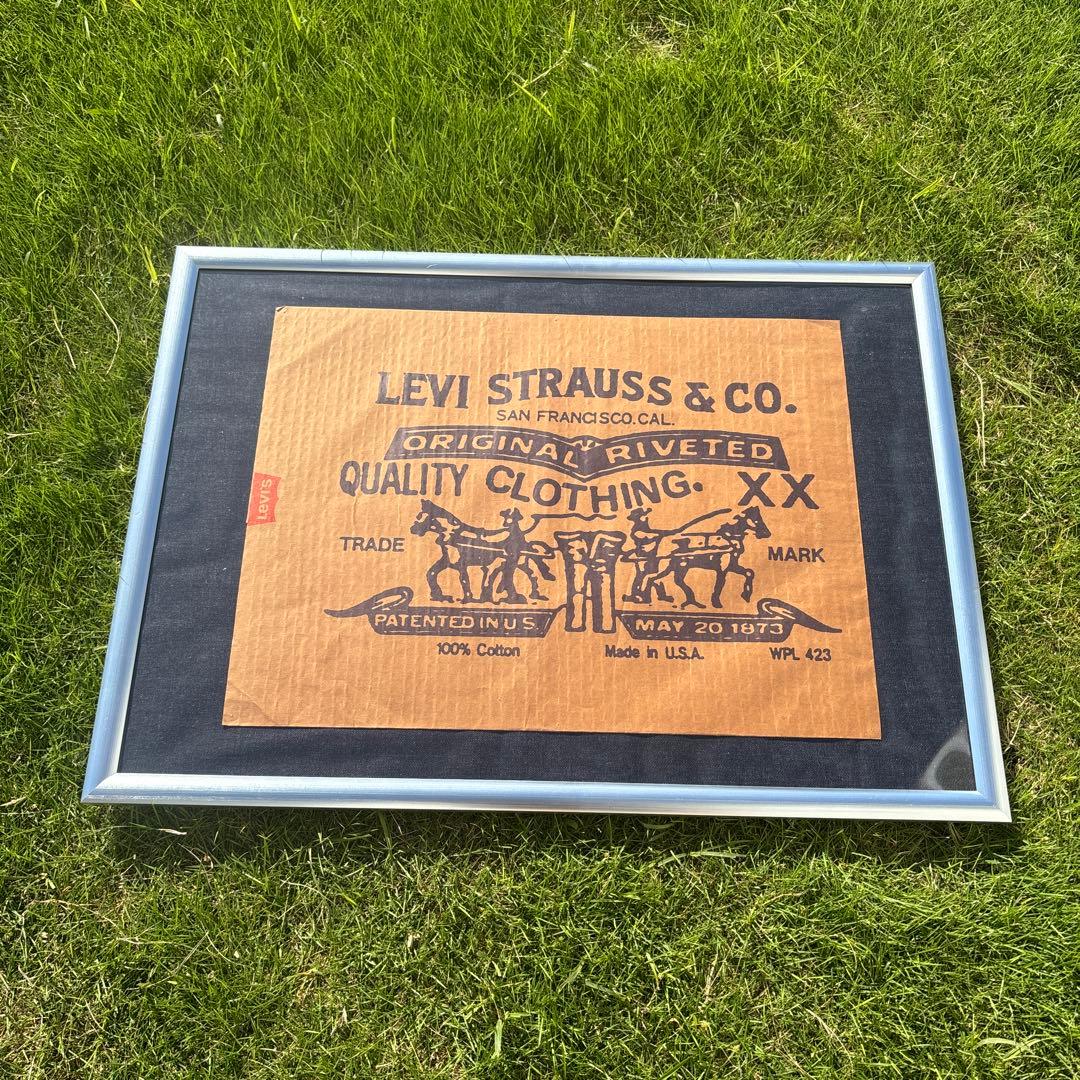 LEVI STRAUSS & CO.
SAN FRANCISCO. CAL.
ORIGINAL RIVETED
QUALITY CLOTHING. XX
Levi's
TRADE MARK
PATENTED IN U S. MAY 20 1873
100% Cotton Made in U.S.A. WPL 423